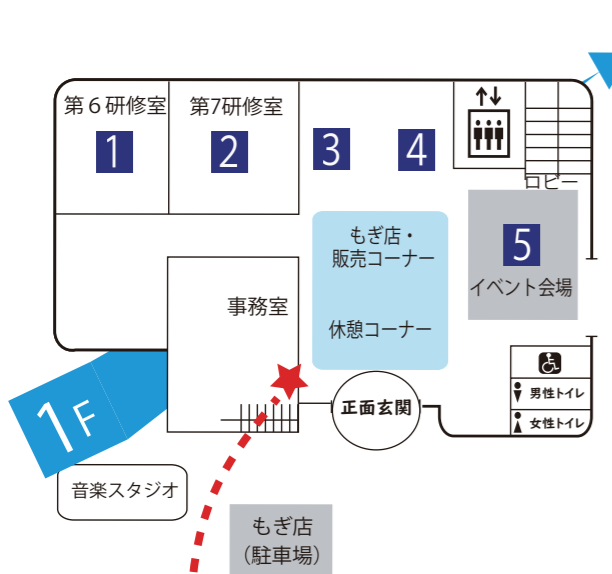 第６研修室
第7研修室
1
2
3
4
ロビー
5
イベント会場
もぎ店・
販売コーナー
休憩コーナー
事務室
男性トイレ
女性トイレ
正面玄関
1F
音楽スタジオ
もぎ店
（駐車場）